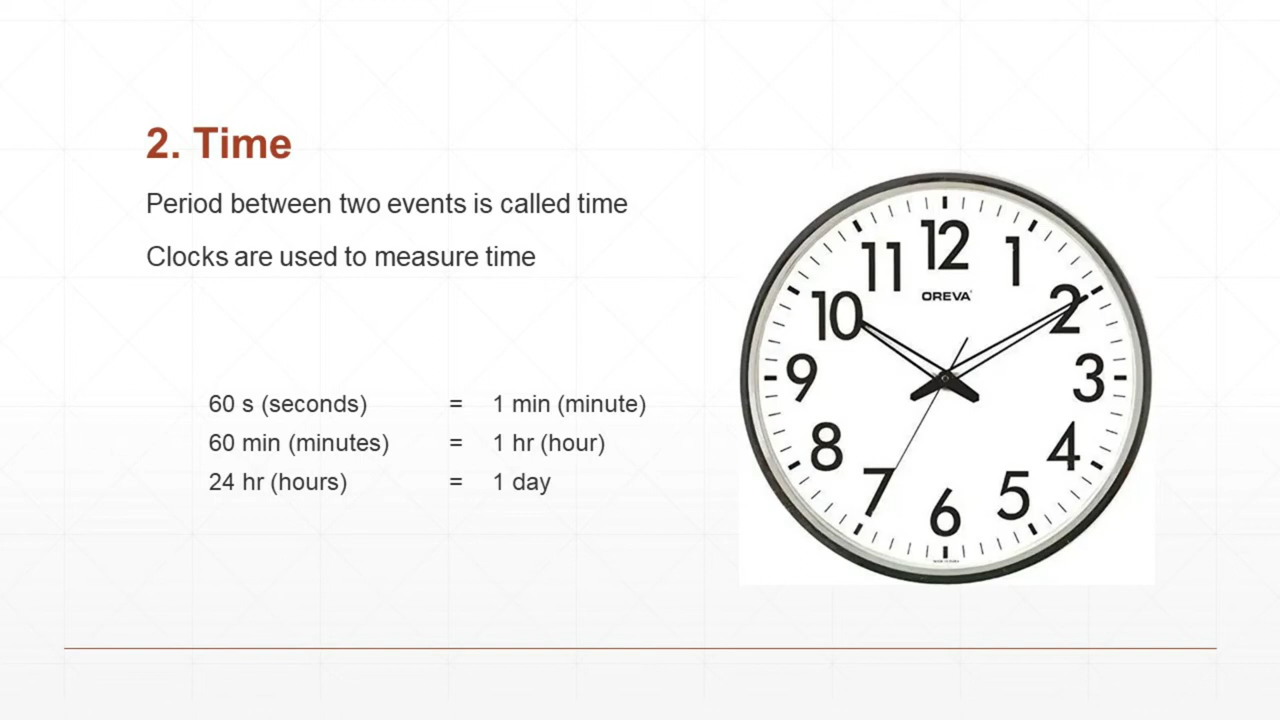 2. Time
Period between two events is called time
Clocks are used to measure time
60 s (seconds) = 1 min (minute)
60 min (minutes) = 1 hr (hour)
24 hr (hours) = 1 day
12
11 1
OREVA
10 2
9 3
8 4
7 5
6